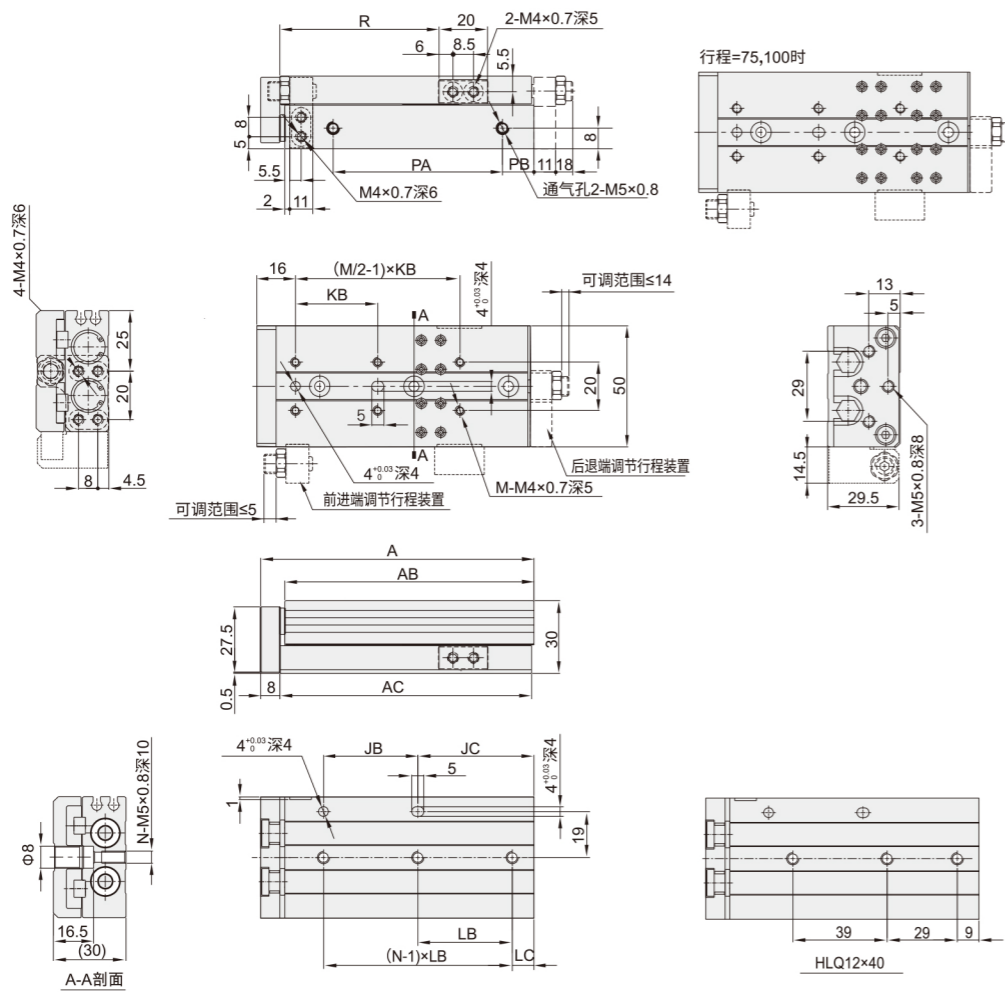 R
20
2-M4×0.7深5
6
8.5
5.5
行程=75,100时
8
5
8
5.5
PA
PB
11
18
2
11
M4×0.7深6
通气孔2-M5×0.8
4-M4×0.7深6
16
(M/2-1)×KB
4+0.03 0深4
可调范围≤14
13
KB
A
5
25
20
20
50
29
5
8
4.5
A
4+0.03 0深4
后退端调节行程装置
14.5
M-M4×0.7深5
前进端调节行程装置
29.5
可调范围≤5
3-M5×0.8深8
A
AB
27.5
30
0.5
8
AC
4+0.03 0深4
JB
JC
4+0.03 0深4
5
N-M5×0.8深10
1
19
Φ8
16.5
(30)
LB
(N-1)×LB
LC
39
29
9
A-A剖面
HLQ12×40